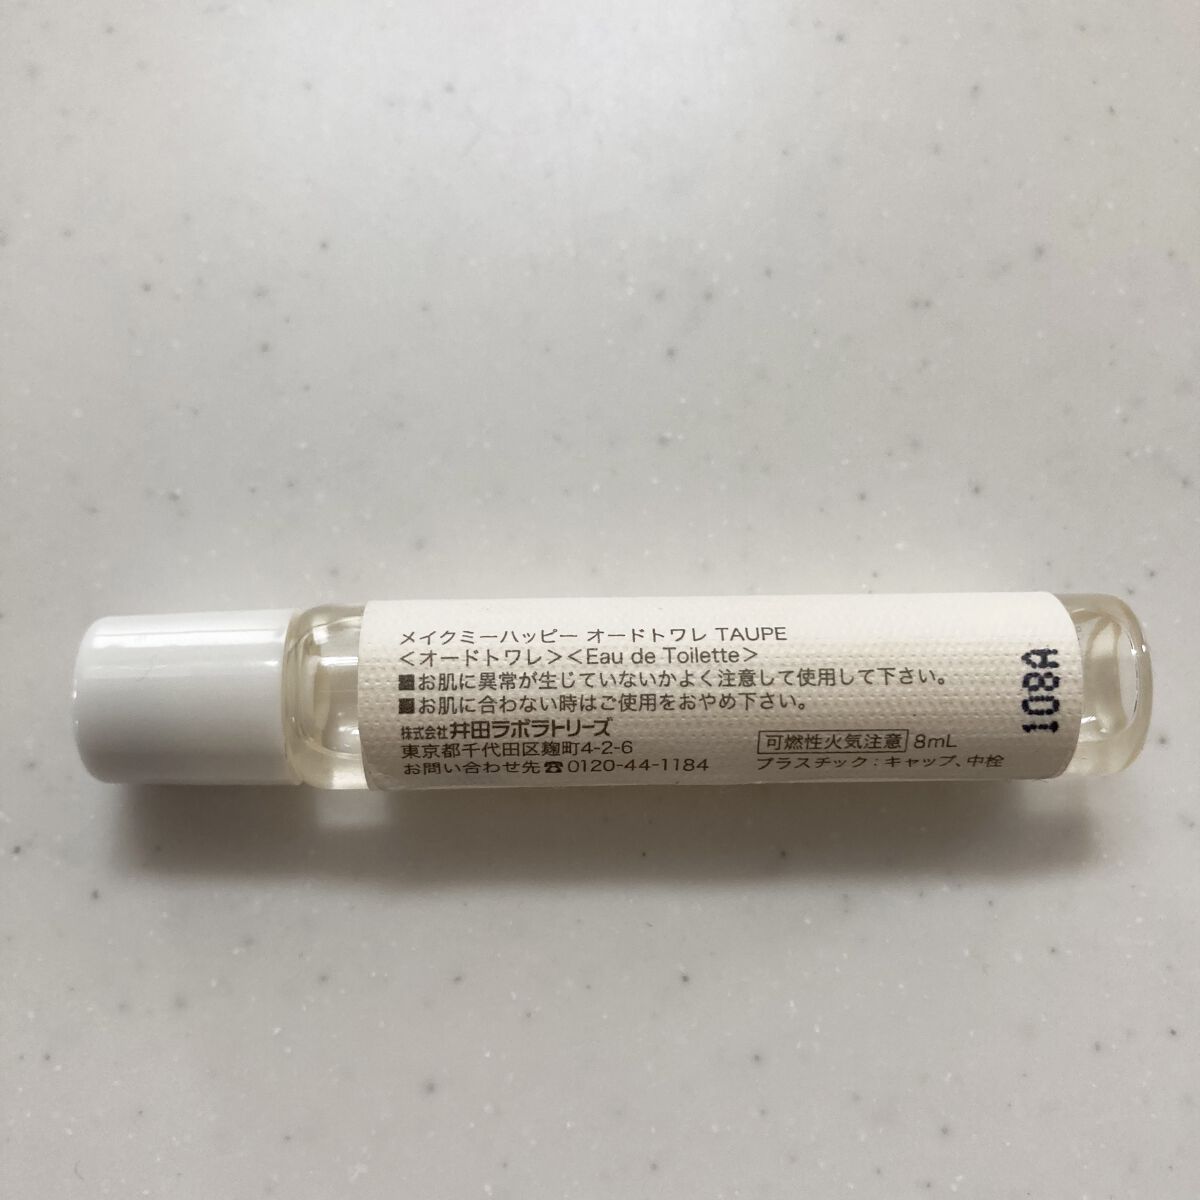 メイクミーハッピー オードトワレ TAUPE
＜オードトワレ＞＜Eau de Toilette＞
■お肌に異常が生じていないかよく注意して使用して下さい。
■お肌に合わない時はご使用をおやめ下さい。
株式会社 井田ラボラトリーズ
東京都千代田区麹町4-2-6
お問い合わせ先☎0120-44-1184
可燃性火気注意 8mL
プラスチック：キャップ、中栓
108A